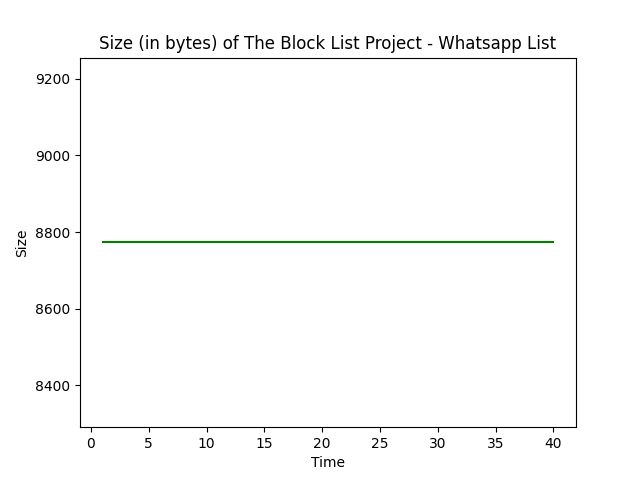 Size (in bytes) of The Block List Project - Whatsapp List
9200
9000
8800
8600
8400
Size
0 5 10 15 20 25 30 35 40
Time